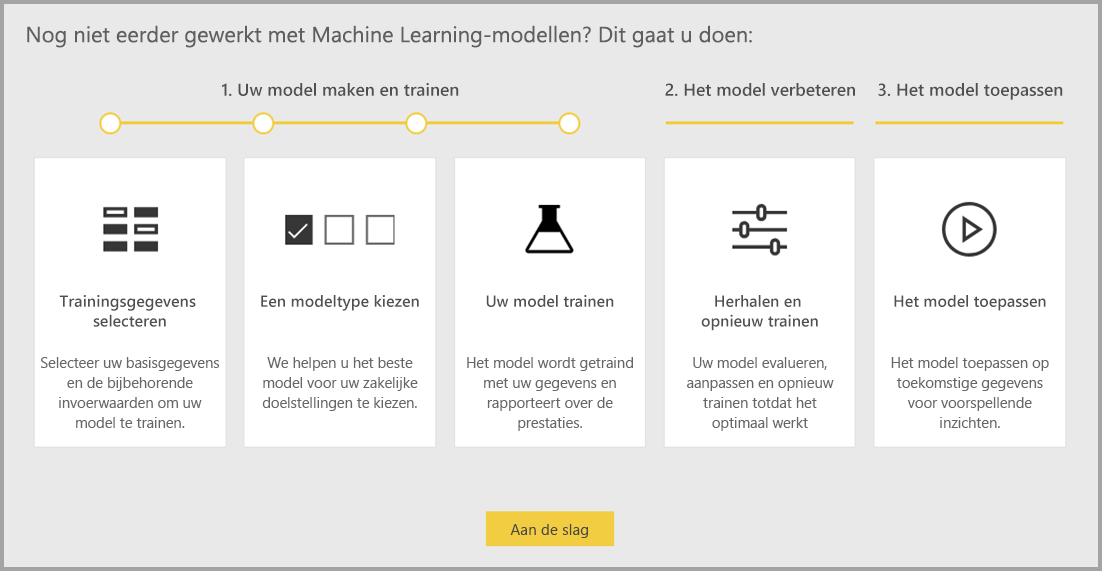 Nog niet eerder gewerkt met Machine Learning-modellen? Dit gaat u doen:
1. Uw model maken en trainen
2. Het model verbeteren
3. Het model toepassen
Trainingsgegevens
selecteren
Selecteer uw basisgegevens
en de bijbehorende
invoerwaarden om uw
model te trainen.
Een modeltype kiezen
We helpen u het beste
model voor uw zakelijke
doelstellingen te kiezen.
Uw model trainen
Het model wordt getraind
met uw gegevens en
rapporteert over de
prestaties.
Herhalen en
opnieuw trainen
Uw model evalueren,
aanpassen en opnieuw
trainen totdat het
optimaal werkt
Het model toepassen
Het model toepassen op
toekomstige gegevens
voor voorspellende
inzichten.
Aan de slag